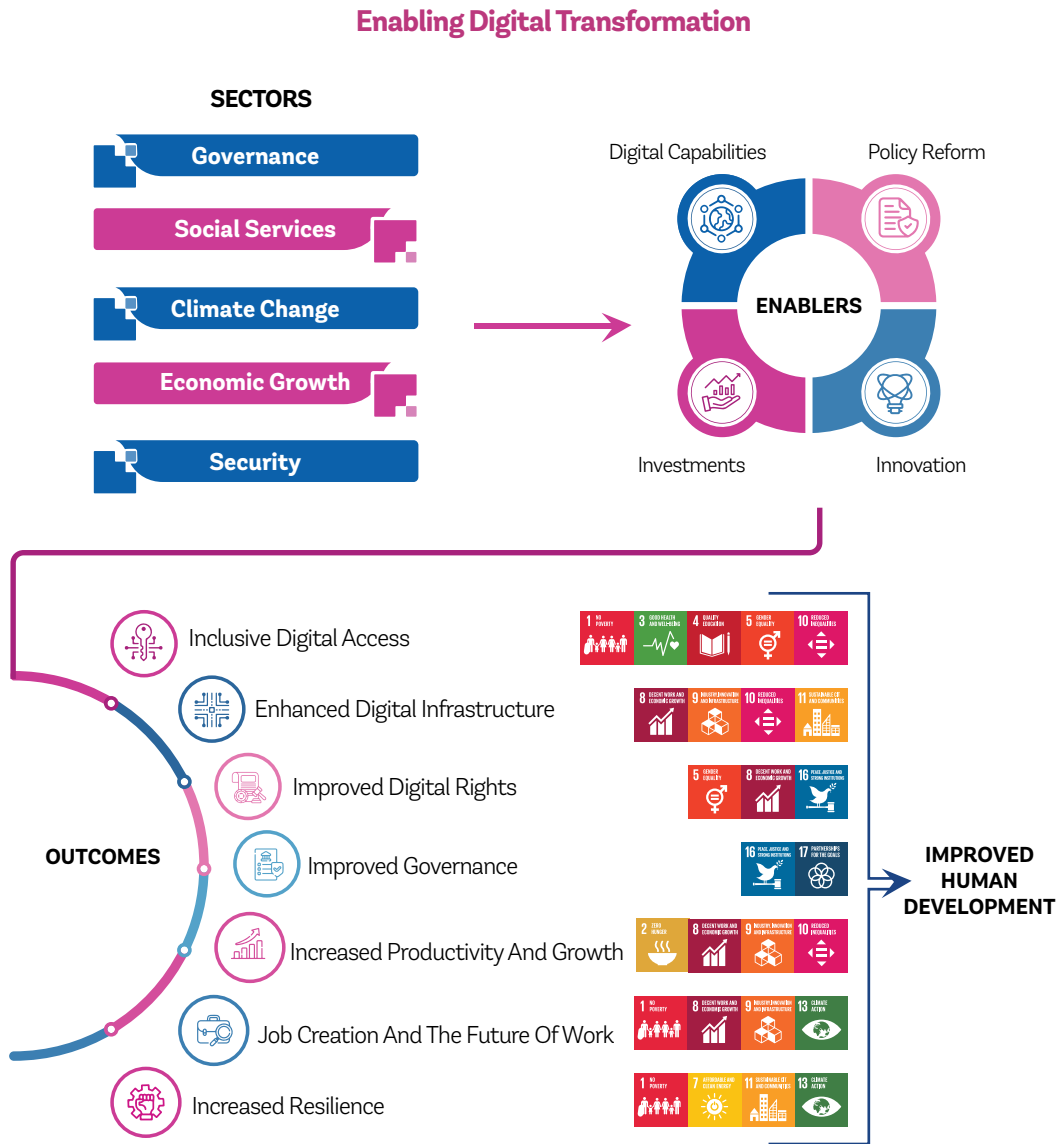 Enabling Digital Transformation
SECTORS
Governance
Social Services
Climate Change
Economic Growth
Security
Digital Capabilities
Policy Reform
ENABLERS
Investments
Innovation
OUTCOMES
Inclusive Digital Access
1 NO POVERTY
3 GOOD HEALTH AND WELL-BEING
4 QUALITY EDUCATION
5 GENDER EQUALITY
10 REDUCED INEQUALITIES
Enhanced Digital Infrastructure
8 DECENT WORK AND ECONOMIC GROWTH
9 INDUSTRY, INNOVATION AND INFRASTRUCTURE
10 REDUCED INEQUALITIES
11 SUSTAINABLE CIT AND COMMUNITIES
Improved Digital Rights
5 GENDER EQUALITY
8 DECENT WORK AND ECONOMIC GROWTH
16 PEACE, JUSTICE AND STRONG INSTITUTIONS
Improved Governance
16 PEACE, JUSTICE AND STRONG INSTITUTIONS
17 PARTNERSHIPS FOR THE GOALS
Increased Productivity And Growth
2 ZERO HUNGER
8 DECENT WORK AND ECONOMIC GROWTH
9 INDUSTRY, INNOVATION AND INFRASTRUCTURE
10 REDUCED INEQUALITIES
Job Creation And The Future Of Work
1 NO POVERTY
8 DECENT WORK AND ECONOMIC GROWTH
9 INDUSTRY, INNOVATION AND INFRASTRUCTURE
13 CLIMATE ACTION
Increased Resilience
1 NO POVERTY
7 AFFORDABLE AND CLEAN ENERGY
11 SUSTAINABLE CIT AND COMMUNITIES
13 CLIMATE ACTION
IMPROVED
HUMAN
DEVELOPMENT